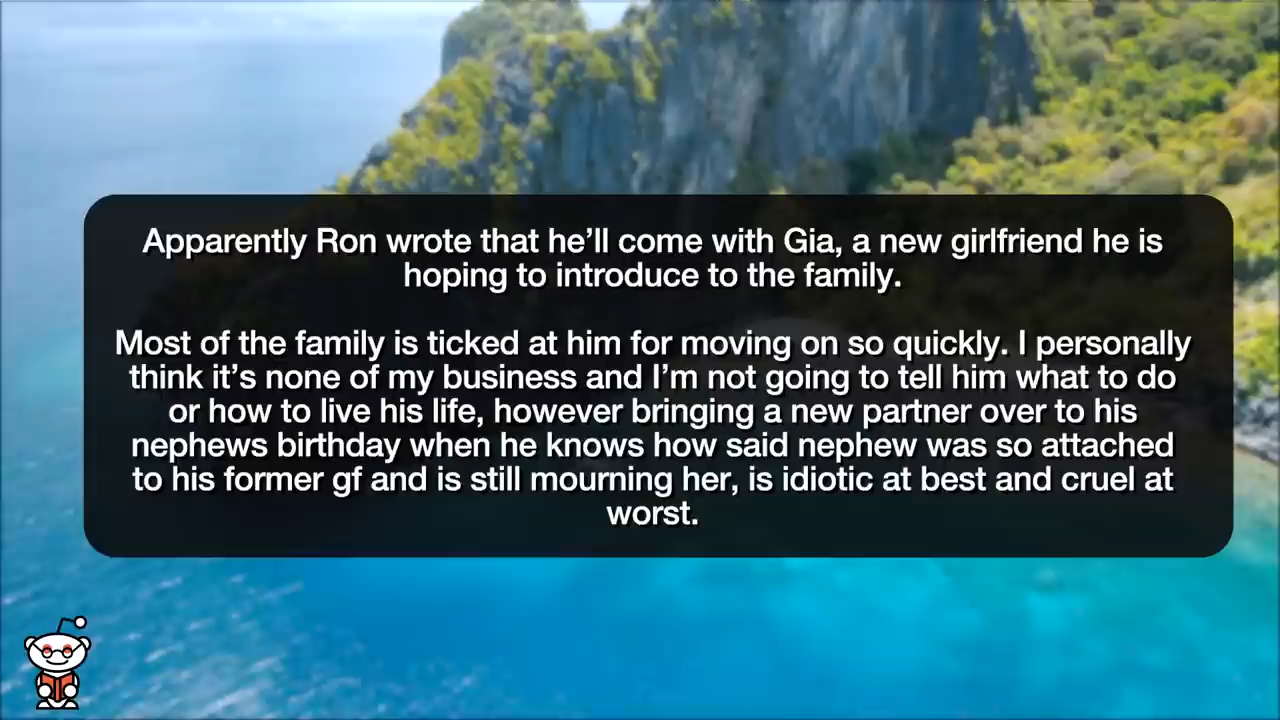 Apparently Ron wrote that he’ll come with Gia, a new girlfriend he is
hoping to introduce to the family.
Most of the family is ticked at him for moving on so quickly. I personally
think it’s none of my business and I’m not going to tell him what to do
or how to live his life, however bringing a new partner over to his
nephews birthday when he knows how said nephew was so attached
to his former gf and is still mourning her, is idiotic at best and cruel at
worst.